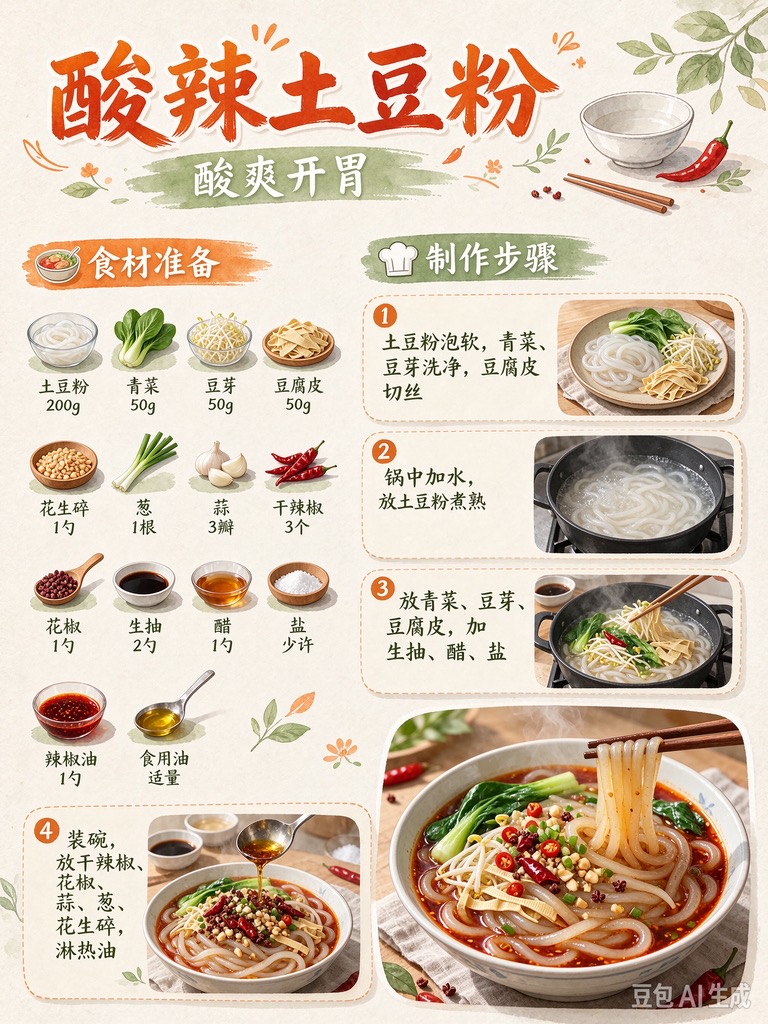 酸辣土豆粉
酸爽开胃
食材准备
土豆粉
200g
青菜
50g
豆芽
50g
豆腐皮
50g
花生碎
1勺
葱
1根
蒜
3瓣
干辣椒
3个
花椒
1勺
生抽
2勺
醋
1勺
盐
少许
辣椒油
1勺
食用油
适量
制作步骤
1
土豆粉泡软，青菜、
豆芽洗净，豆腐皮
切丝
2
锅中加水，
放土豆粉煮熟
3
放青菜、豆芽、
豆腐皮，加
生抽、醋、盐
4
装碗，
放干辣椒、
花椒、
蒜、葱、
花生碎，
淋热油
豆包AI生成